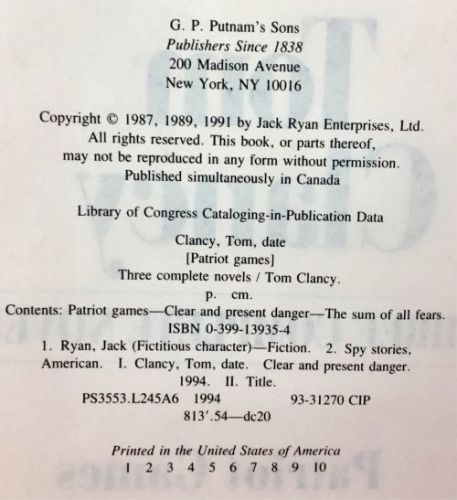 G. P. Putnam's Sons
Publishers Since 1838
200 Madison Avenue
New York, NY 10016
Copyright © 1987, 1989, 1991 by Jack Ryan Enterprises, Ltd.
All rights reserved. This book, or parts thereof,
may not be reproduced in any form without permission.
Published simultaneously in Canada
Library of Congress Cataloging-in-Publication Data
Clancy, Tom, date
[Patriot games]
Three complete novels / Tom Clancy.
p. cm.
Contents: Patriot games—Clear and present danger—The sum of all fears.
ISBN 0-399-13935-4
1. Ryan, Jack (Fictitious character)—Fiction. 2. Spy stories,
American. I. Clancy, Tom, date. Clear and present danger.
1994. II. Title.
PS3553.L245A6 1994 93-31270 CIP
813'.54—dc20
Printed in the United States of America
1 2 3 4 5 6 7 8 9 10